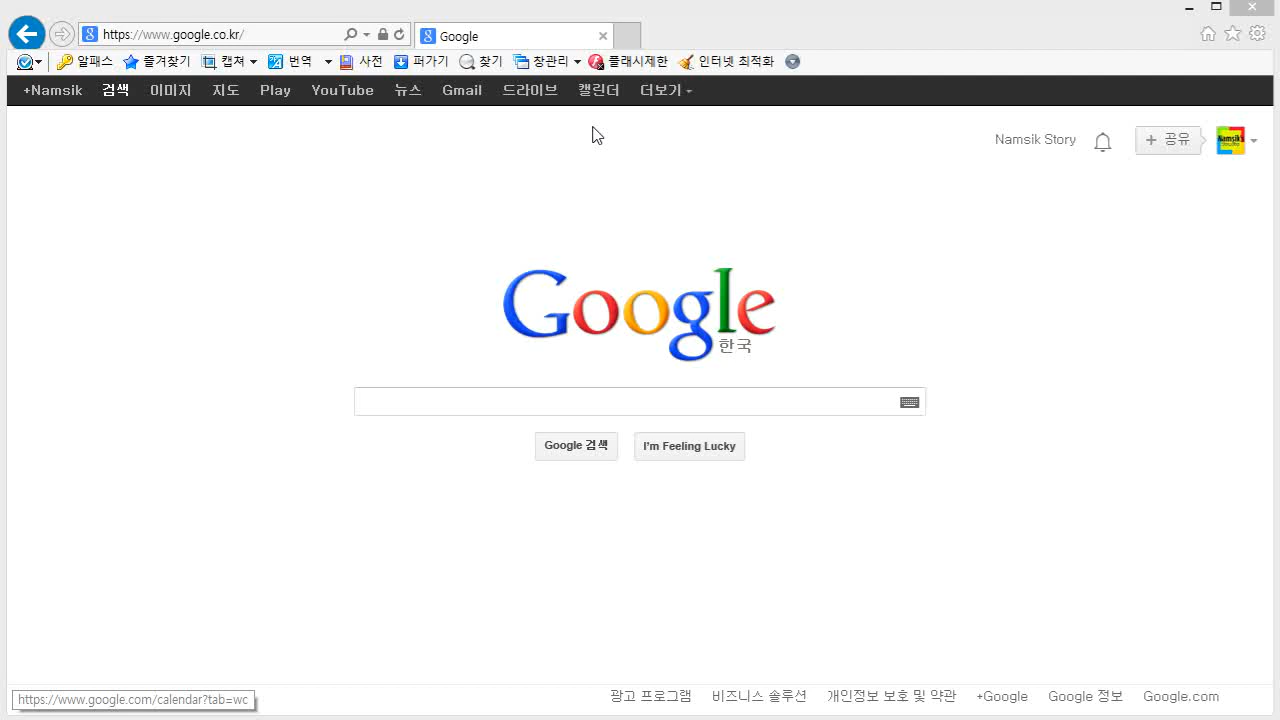 https://www.google.co.kr/
Google
알패스 즐겨찾기 캡쳐 번역 사전 퍼가기 찾기 창관리 플래시제한 인터넷 최적화
+Namsik 검색 이미지 지도 Play YouTube 뉴스 Gmail 드라이브 캘린더 더보기
Namsik Story + 공유
Google
한국
Google 검색 I'm Feeling Lucky
광고 프로그램 비즈니스 솔루션 개인정보 보호 및 약관 +Google Google 정보 Google.com
https://www.google.com/calendar?tab=wc